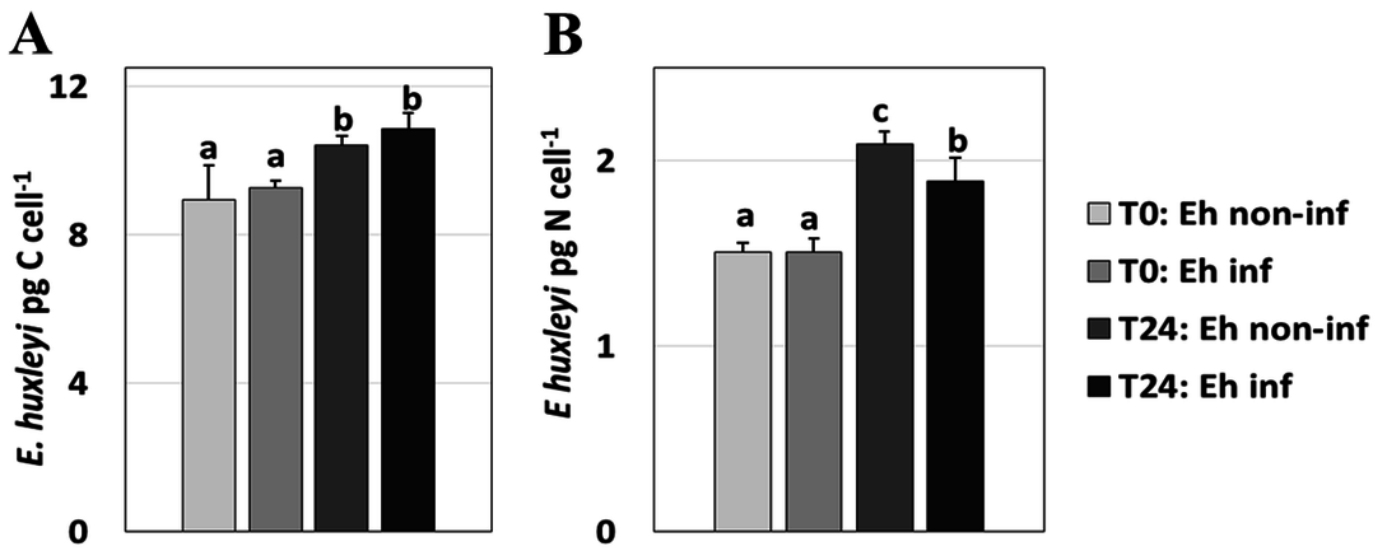 A
E. huxleyi pg C cell-1
12
8
4
0
a
a
b
b
B
E huxleyi pg N cell-1
2
1
0
a
a
c
b
T0: Eh non-inf
T0: Eh inf
T24: Eh non-inf
T24: Eh inf